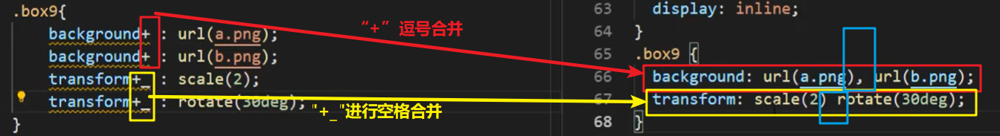 .box9{
background+ : url(a.png);
background+ : url(b.png);
transform+_ : scale(2);
transform+_ : rotate(30deg);
}
“+”逗号合并
"+_"进行空格合并
63 display: inline;
64 }
65 .box9 {
66 background: url(a.png), url(b.png);
67 transform: scale(2) rotate(30deg);
68 }